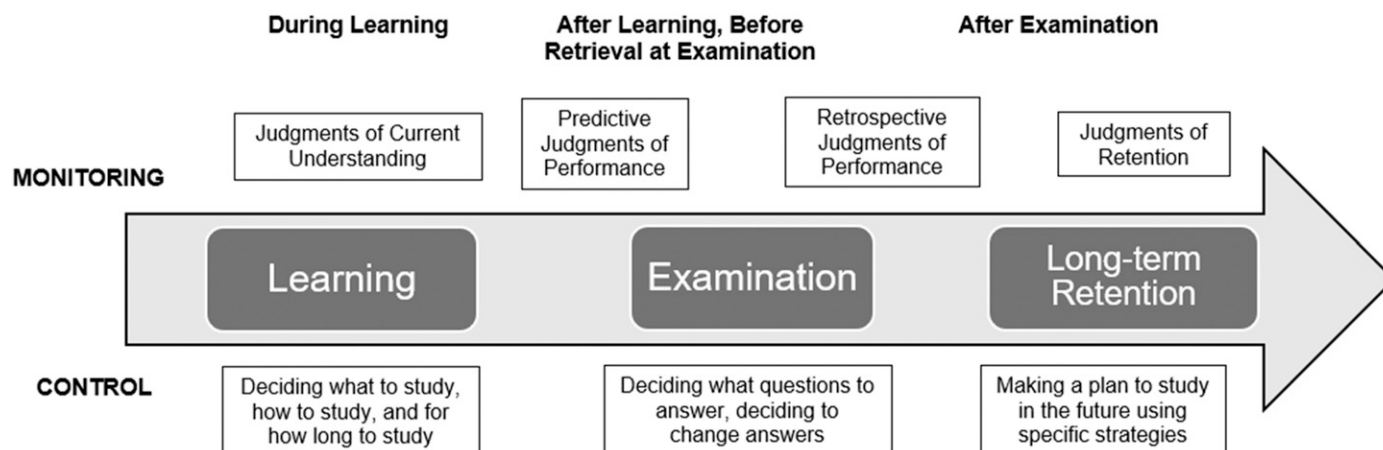 During Learning
After Learning, Before
Retrieval at Examination
After Examination
MONITORING
Judgments of Current
Understanding
Predictive
Judgments of
Performance
Retrospective
Judgments of
Performance
Judgments of
Retention
Learning
Examination
Long-term
Retention
CONTROL
Deciding what to study,
how to study, and for
how long to study
Deciding what questions to
answer, deciding to
change answers
Making a plan to study
in the future using
specific strategies